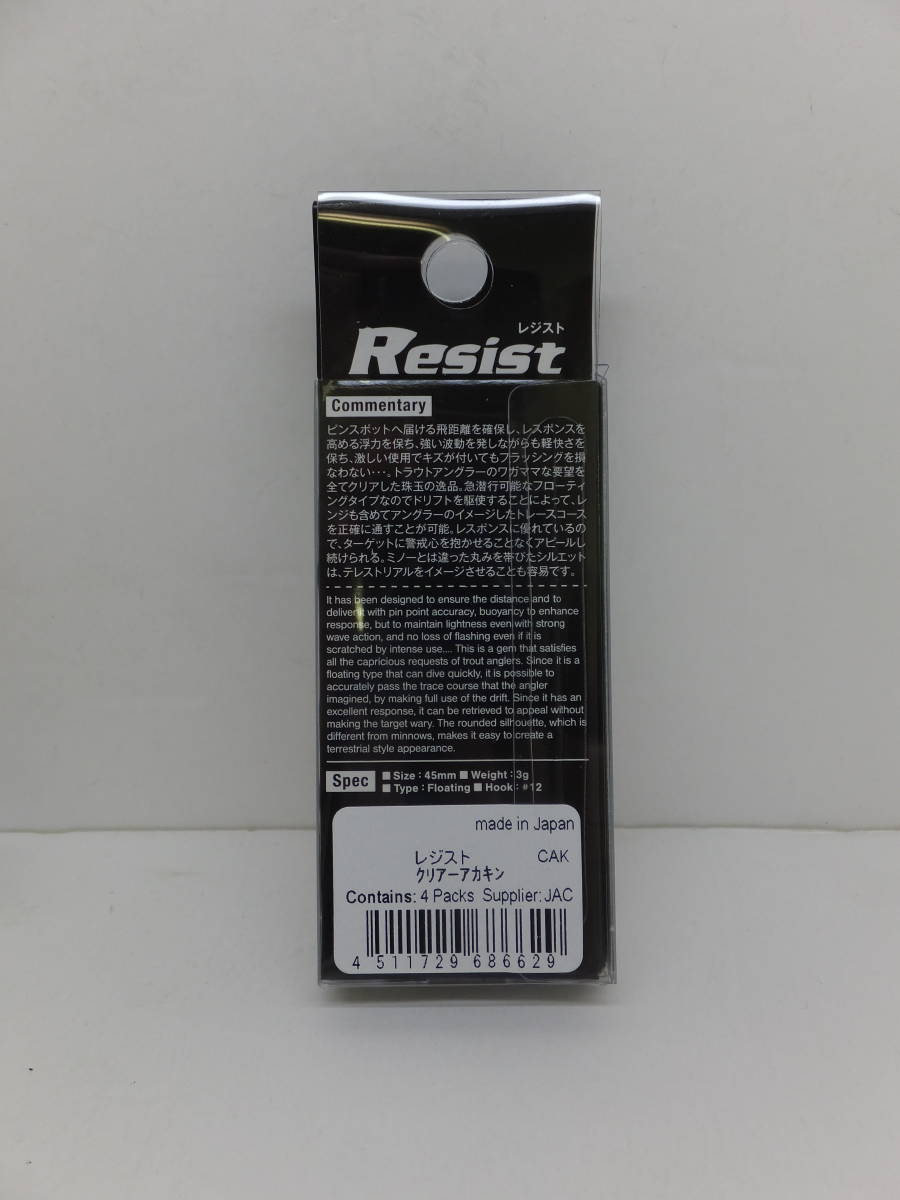 レジスト
Resist
Commentary
ピンスポットへ届ける飛距離を確保し、レスポンスを
高める浮力を保ち、強い波動を発しながらも軽快さを
保ち、激しい使用でキズが付いてもフラッシングを損
なわない・・・。トラウトアングラーのワガママな要望を
全てクリアした珠玉の逸品。急潜行可能なフローティ
ングタイプなのでドリフトを駆使することによって、レ
ンジも含めてアングラーのイメージしたトレースコース
を正確に通すことが可能。レスポンスに優れているの
で、ターゲットに警戒心を抱かせることなくアピールし
続けられる。ミノーとは違った丸みを帯びたシルエット
は、テレストリアルをイメージさせることも容易です。
It has been designed to ensure the distance and to
deliver it with pin point accuracy, buoyancy to enhance
response, but to maintain lightness even with strong
wave action, and no loss of flashing even if it is
scratched by intense use.... This is a gem that satisfies
all the capricious requests of trout anglers. Since it is a
floating type that can dive quickly, it is possible to
accurately pass the trace course that the angler
imagined, by making full use of the drift. Since it has an
excellent response, it can be retrieved to appeal without
making the target wary. The rounded silhouette, which is
different from minnows, makes it easy to create a
terrestrial style appearance.
Spec ■Size：45mm ■Weight：3g
■Type：Floating ■Hook：#12
made in Japan
レジスト CAK
クリアーアカキン
Contains: 4 Packs Supplier: JAC
4 511729 686629